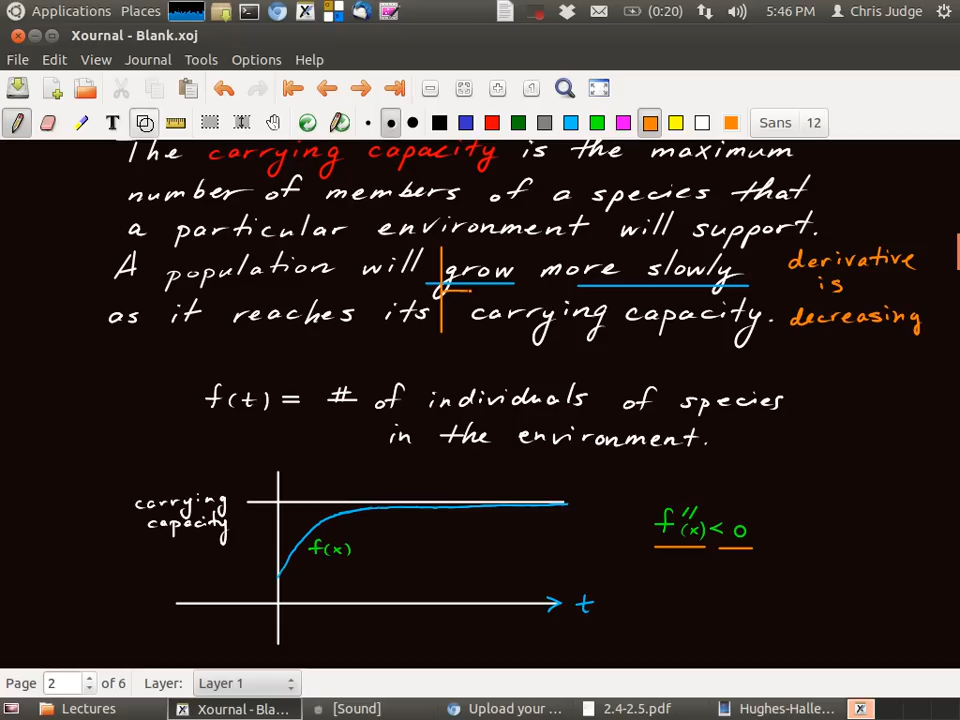 Applications Places (0:20) 5:46 PM Chris Judge
Xournal - Blank.xoj
File Edit View Journal Tools Options Help
Sans 12
The carrying capacity is the maximum
number of members of a species that
a particular environment will support.
A population will grow more slowly
as it reaches its carrying capacity.
derivative
is
decreasing
f(t) = # of individuals of species
in the environment.
carrying
capacity
f(x)
t
f''(x) < 0
Page 2 of 6 Layer: Layer 1
Lectures Xournal - Bla... [Sound] Upload your ... 2.4-2.5.pdf Hughes-Halle...